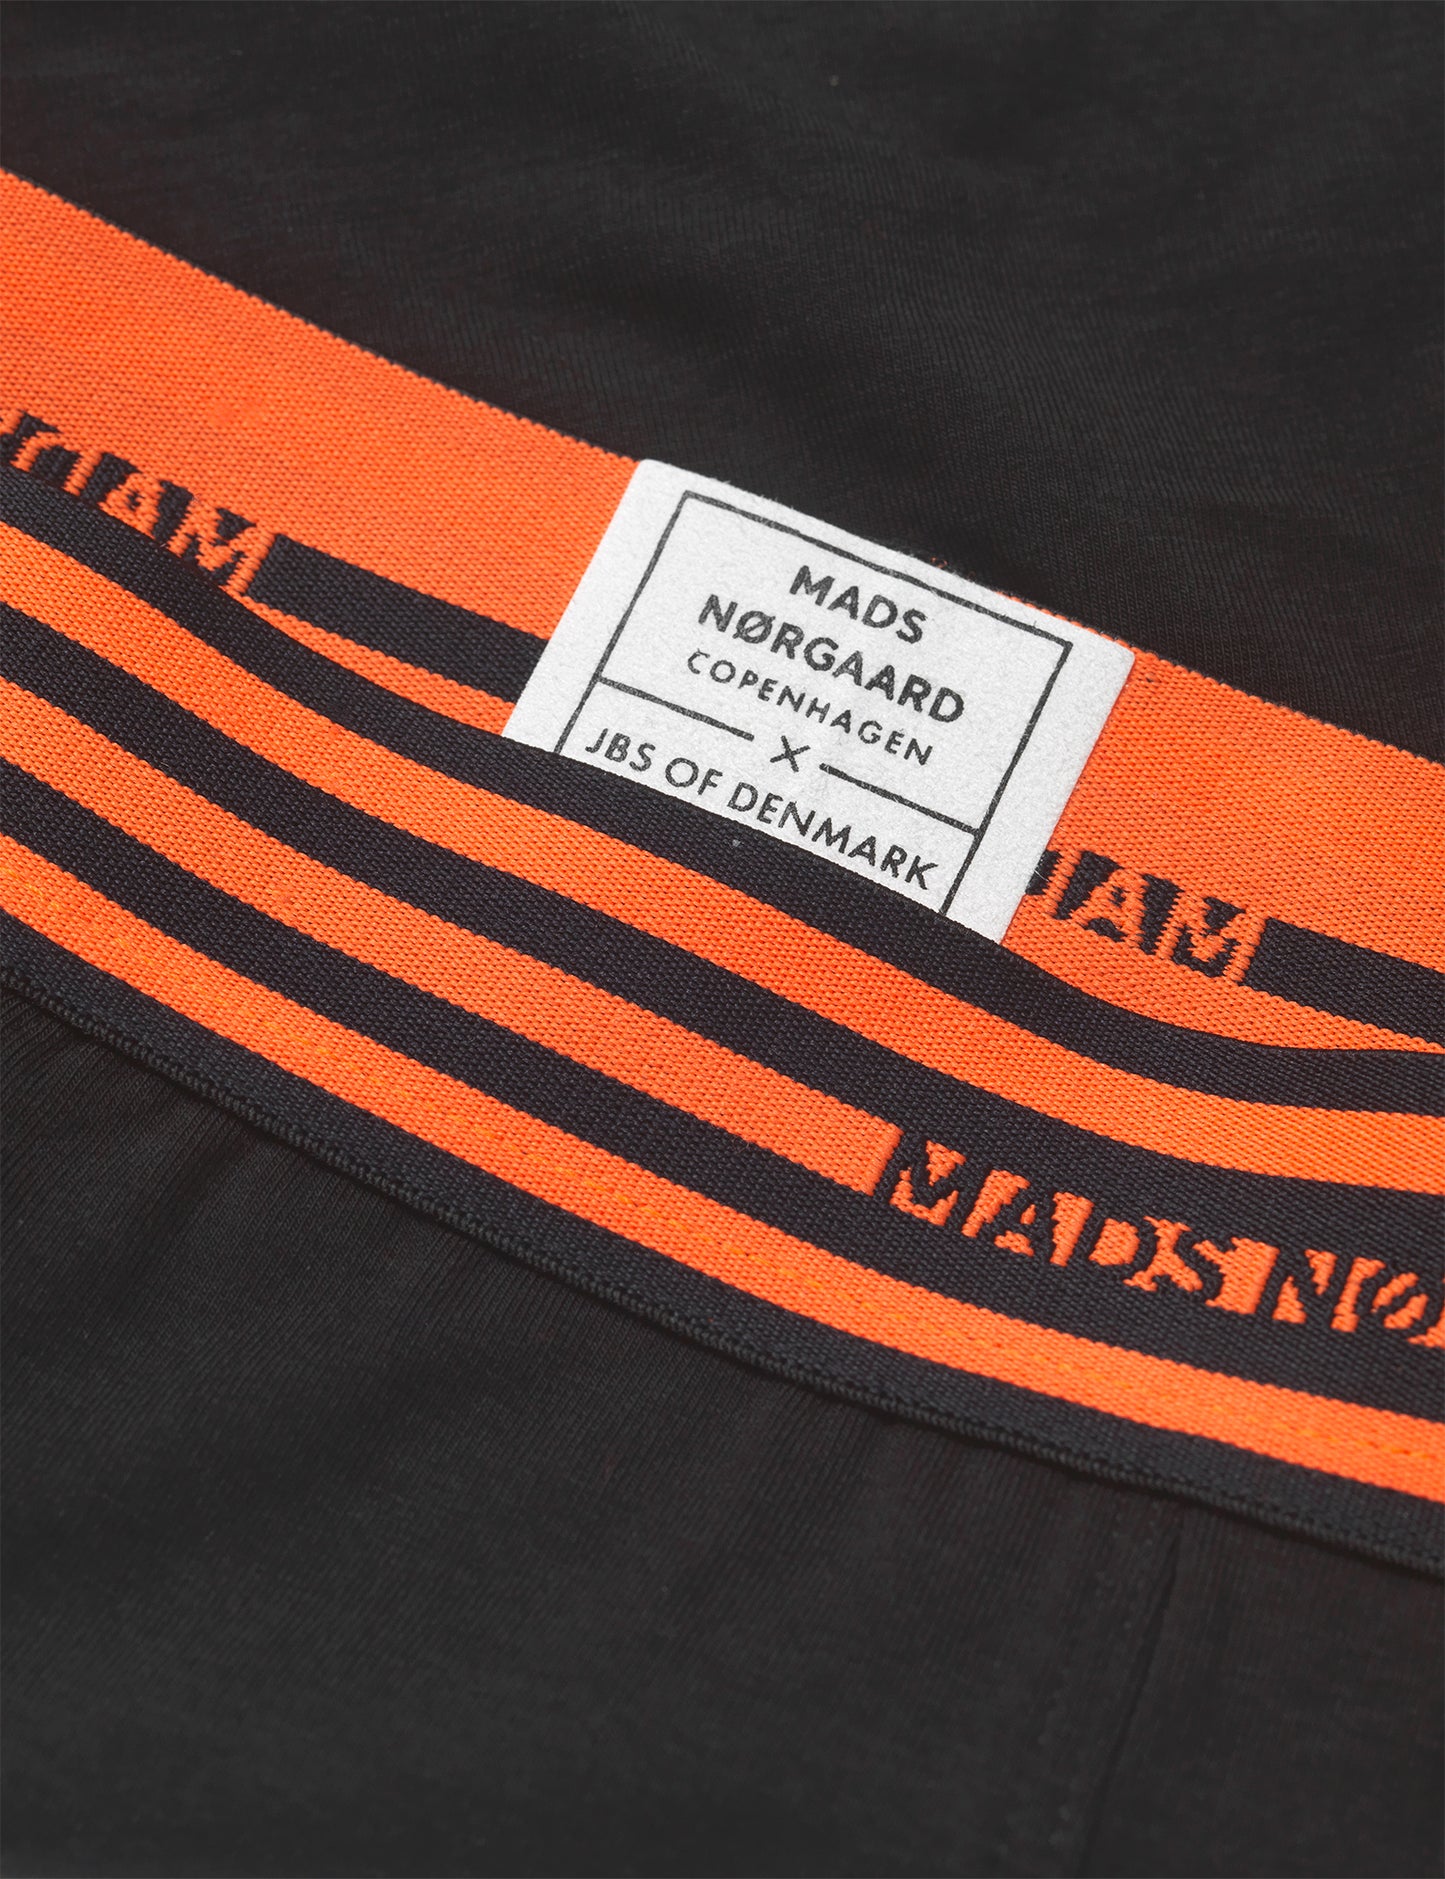 MADS
NØRGAARD
COPENHAGEN
X
JBS OF DENMARK
MADS NØ